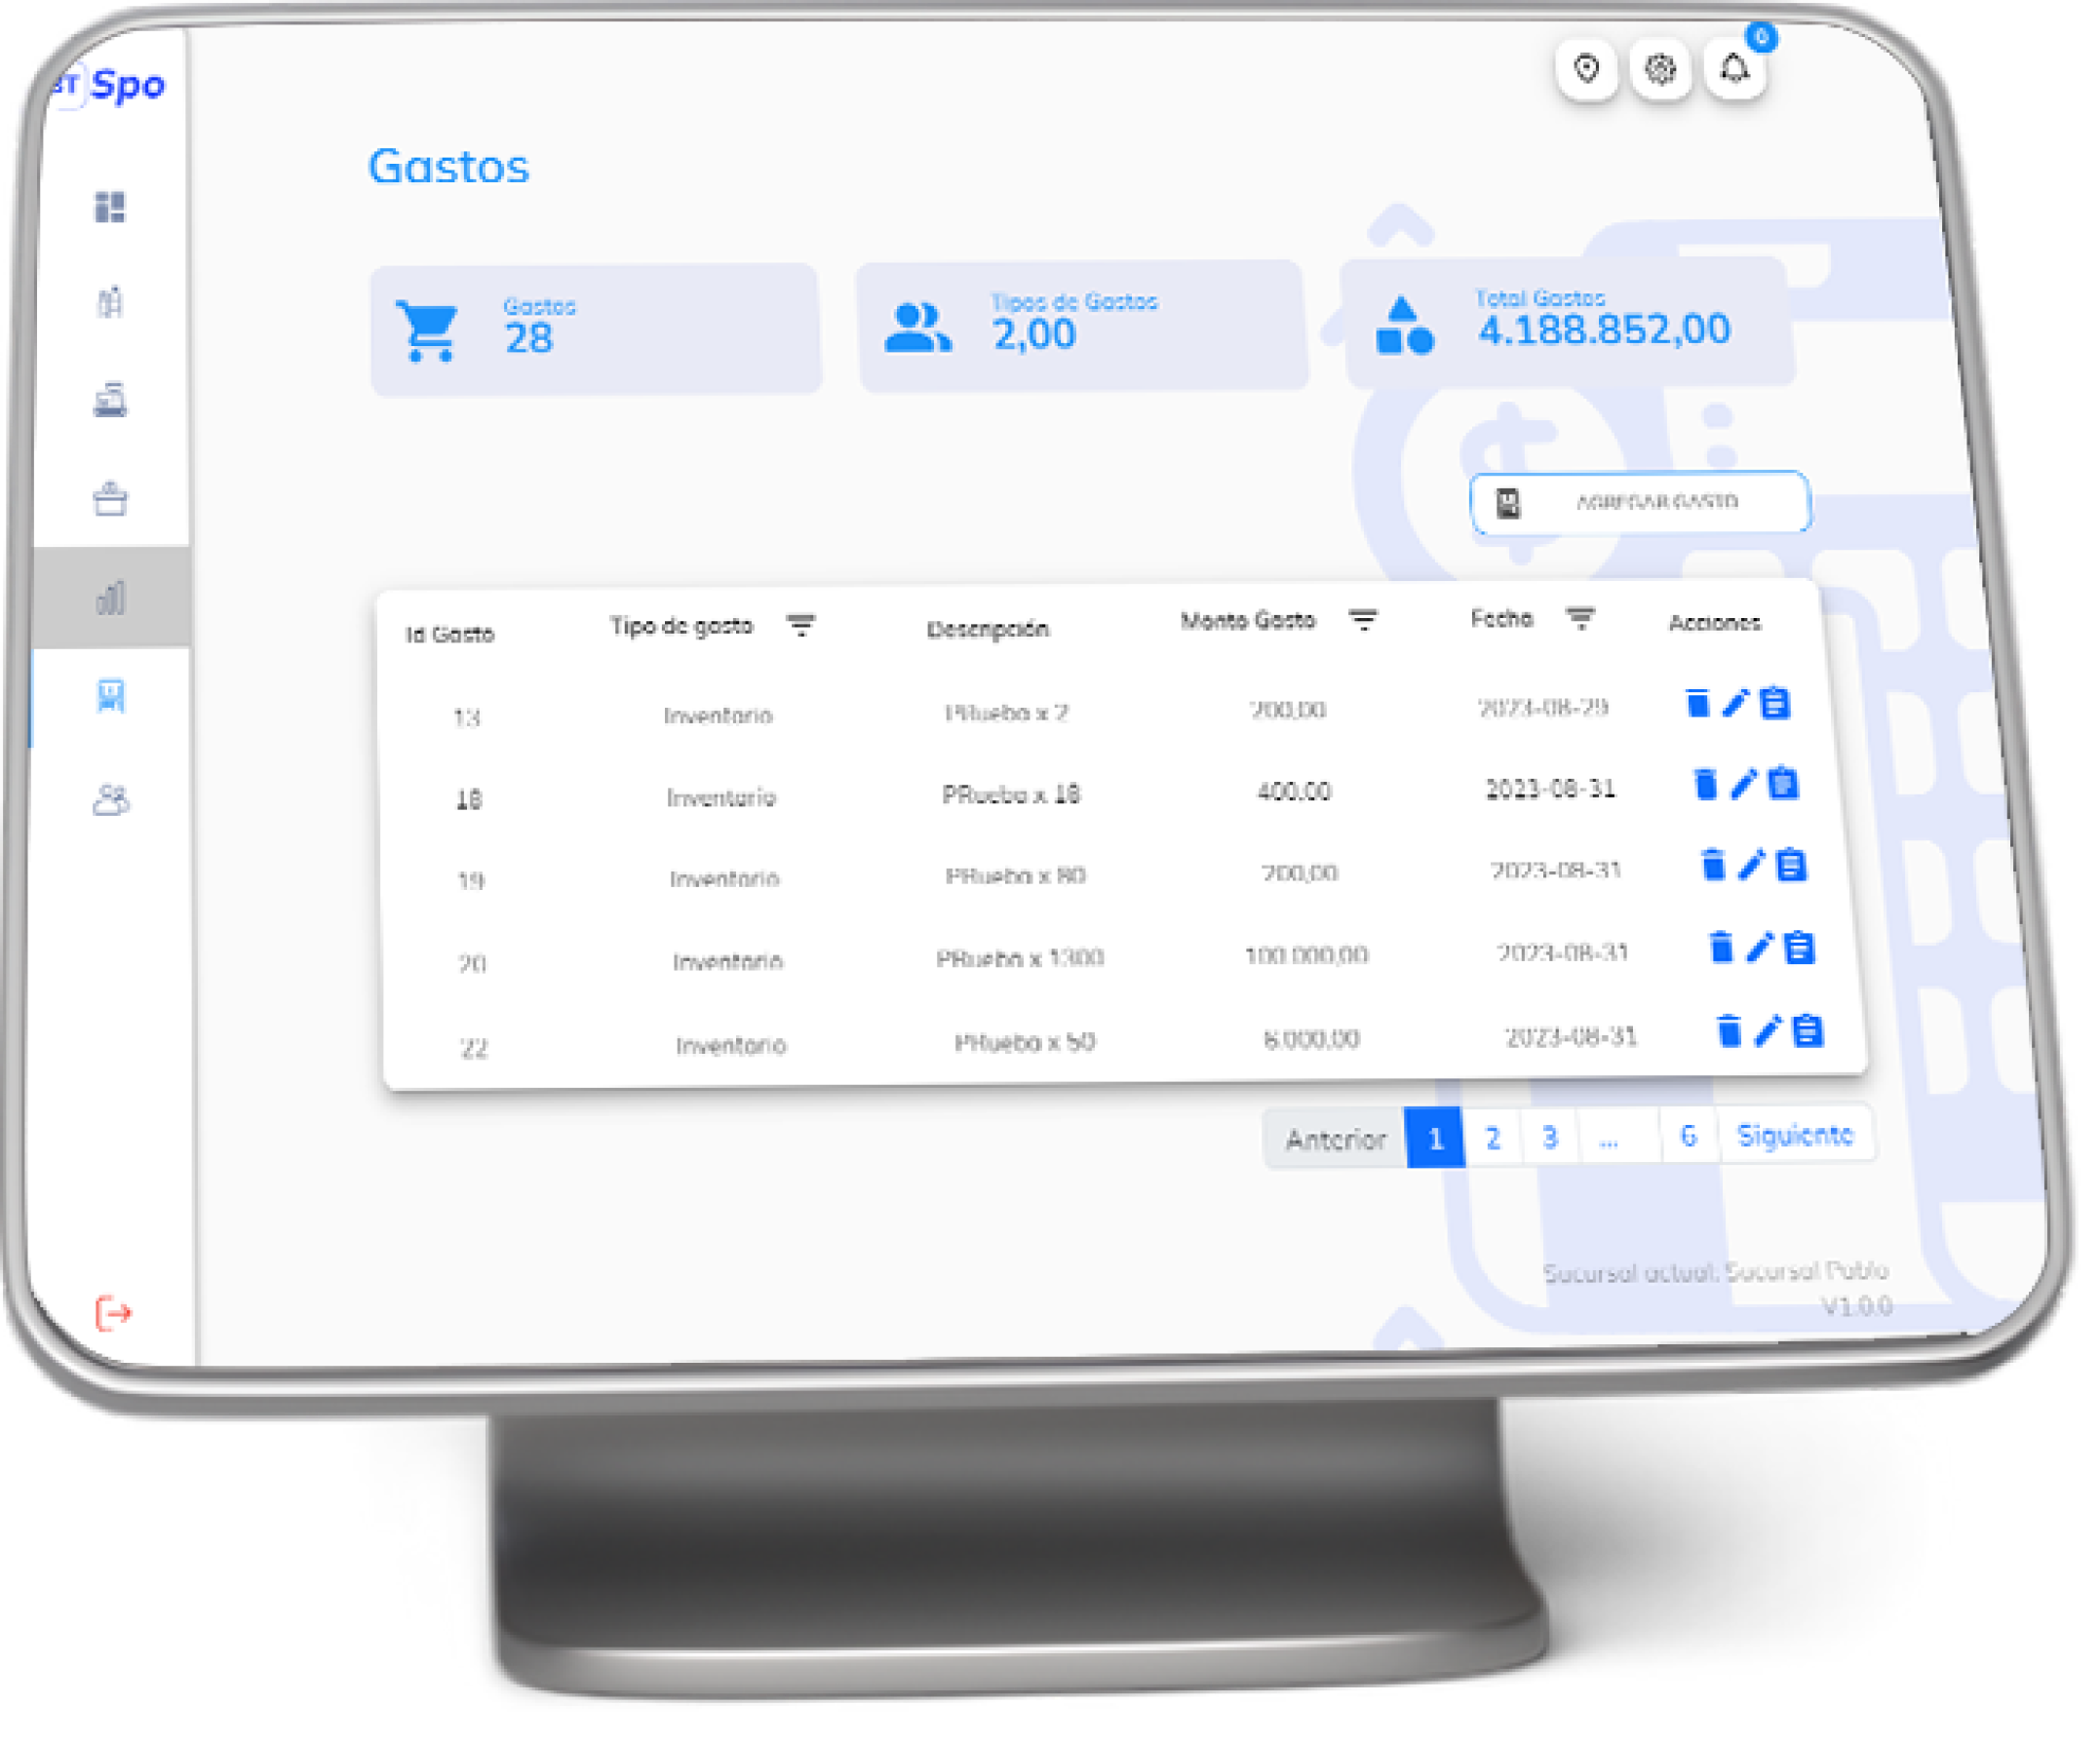 BT Spo
0
Gastos
Gastos
28
Tipos de Gastos
2,00
Total Gastos
4.188.852,00
AGREGAR GASTO
Id Gasto Tipo de gasto Descripción Monto Gasto Fecha Acciones
13 Inventario PRueba x 2 200,00 2023-08-29
18 Inventario PRueba x 18 400,00 2023-08-31
19 Inventario PRueba x 80 200,00 2023-08-31
20 Inventario PRueba x 1300 100.000,00 2023-08-31
22 Inventario PRueba x 50 2023-08-31
Anterior 1 2 3 ... 6 Siguiente
Sucursal actual: Sucursal Pablo
V1.0.0